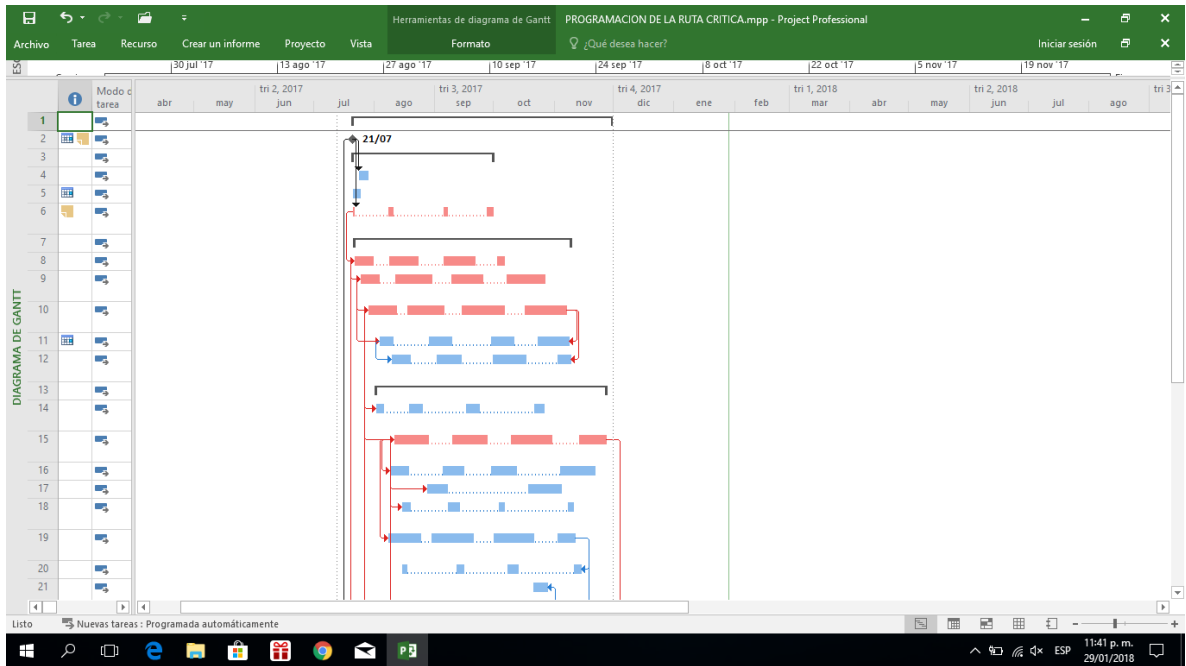 Herramientas de diagrama de Gantt PROGRAMACION DE LA RUTA CRITICA.mpp - Project Professional
Archivo Tarea Recurso Crear un informe Proyecto Vista Formato ¿Qué desea hacer? Iniciar sesión
30 jul '17 13 ago '17 27 ago '17 10 sep '17 24 sep '17 8 oct '17 22 oct '17 5 nov '17 19 nov '17
Modo d
tarea
tri 2, 2017 tri 3, 2017 tri 4, 2017 tri 1, 2018 tri 2, 2018 tri 3
abr may jun jul ago sep oct nov dic ene feb mar abr may jun jul ago
1
2 21/07
3
4
5
6
7
8
9
10
11
12
13
14
15
16
17
18
19
20
21
DIAGRAMA DE GANTT
Listo Nuevas tareas : Programada automáticamente
ESP 11:41 p. m.
29/01/2018